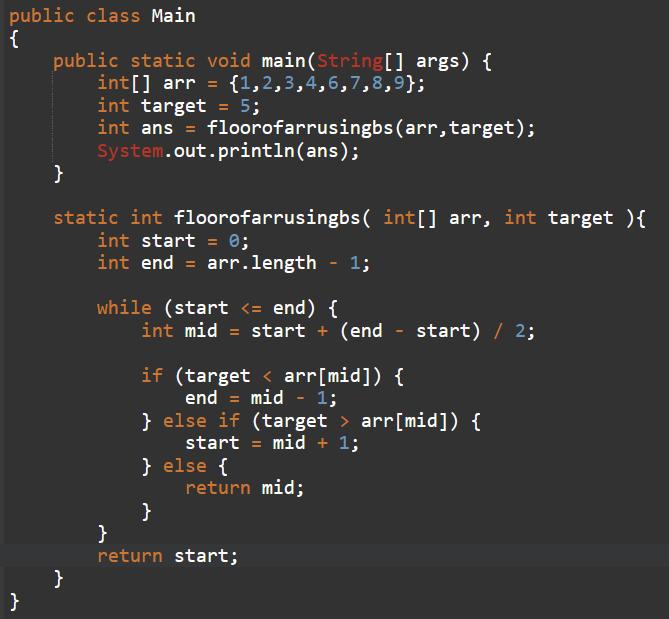 public class Main
{
    public static void main(String[] args) {
        int[] arr = {1,2,3,4,6,7,8,9};
        int target = 5;
        int ans = floorofarrusingbs(arr,target);
        System.out.println(ans);
    }

    static int floorofarrusingbs( int[] arr, int target ){
        int start = 0;
        int end = arr.length - 1;

        while (start <= end) {
            int mid = start + (end - start) / 2;

            if (target < arr[mid]) {
                end = mid - 1;
            } else if (target > arr[mid]) {
                start = mid + 1;
            } else {
                return mid;
            }
        }
        return start;
    }
}